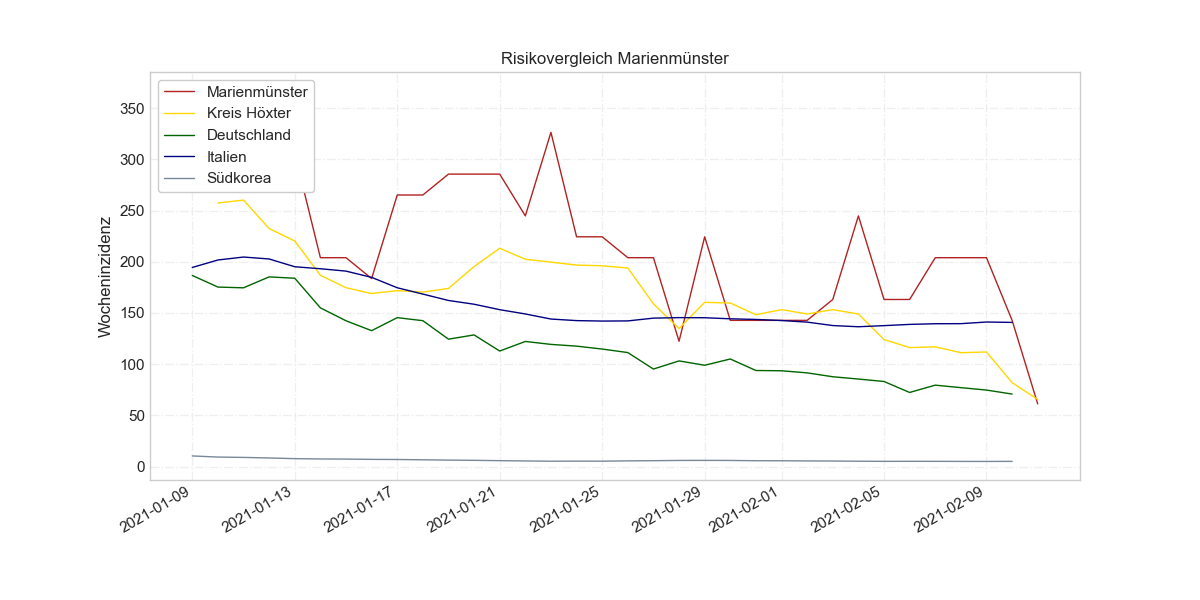 Risikovergleich Marienmünster
Marienmünster
Kreis Höxter
Deutschland
Italien
Südkorea
Wocheninzidenz
350
300
250
200
150
100
50
0
2021-01-09
2021-01-13
2021-01-17
2021-01-21
2021-01-25
2021-01-29
2021-02-01
2021-02-05
2021-02-09